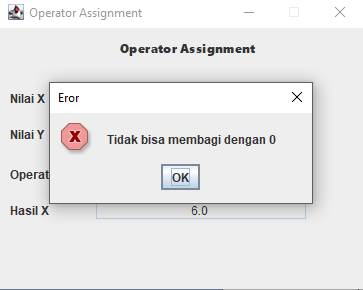 Operator Assignment
Operator Assignment
Nilai X
Eror
Nilai Y
Tidak bisa membagi dengan 0
Operat
OK
Hasil X
6.0